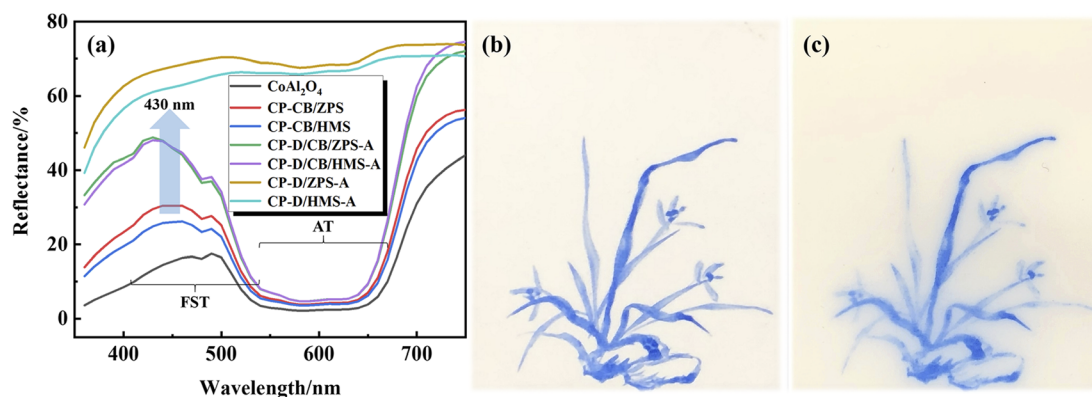 (a)
(b)
(c)
80
60
40
20
0
Reflectance/%
430 nm
CoAl₂O₄
CP-CB/ZPS
CP-CB/HMS
CP-D/CB/ZPS-A
CP-D/CB/HMS-A
CP-D/ZPS-A
CP-D/HMS-A
AT
FST
400
500
600
700
Wavelength/nm